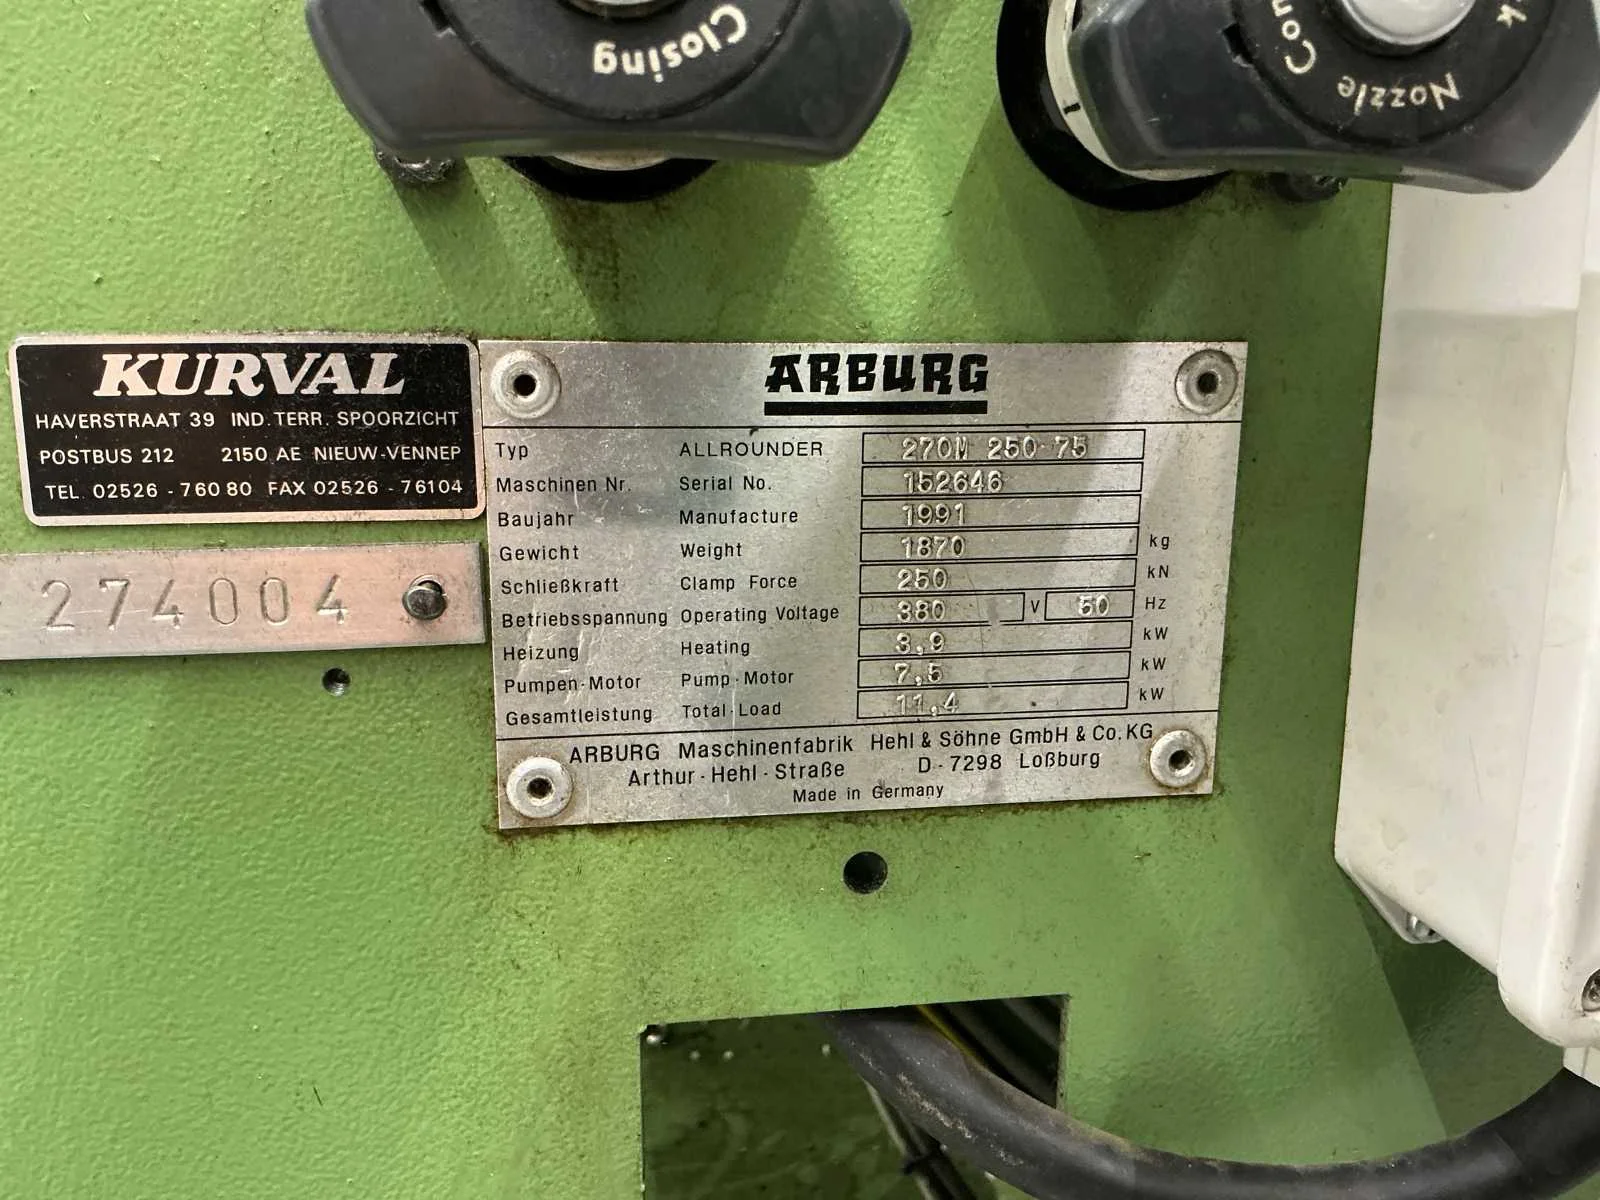 Closing
Nozzle Con
KURVAL
HAVERSTRAAT 39 IND. TERR. SPOORZICHT
POSTBUS 212 2150 AE NIEUW-VENNEP
TEL. 02526 - 760 80 FAX 02526 - 76104
274004
ARBURG
Typ ALLROUNDER 270M 250-75
Maschinen Nr. Serial No. 152646
Baujahr Manufacture 1991
Gewicht Weight 1870 kg
Schließkraft Clamp Force 250 kN
Betriebsspannung Operating Voltage 380 V 50 Hz
Heizung Heating 3,9 kW
Pumpen-Motor Pump-Motor 7,5 kW
Gesamtleistung Total-Load 11,4 kW
ARBURG Maschinenfabrik Hehl & Söhne GmbH & Co. KG
Arthur-Hehl-Straße D-7298 Loßburg
Made in Germany